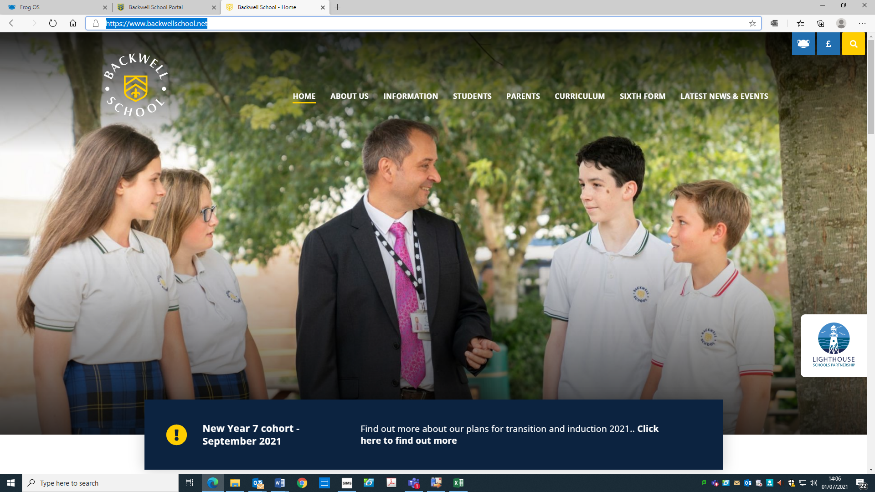 Frog OS
Backwell School Portal
Backwell School - Home
https://www.backwellschool.net
£
BACKWELL
SCHOOL
HOME
ABOUT US
INFORMATION
STUDENTS
PARENTS
CURRICULUM
SIXTH FORM
LATEST NEWS & EVENTS
LIGHTHOUSE
SCHOOLS PARTNERSHIP
New Year 7 cohort -
September 2021
Find out more about our plans for transition and induction 2021.. Click
here to find out more
Type here to search
14:06
01/07/2021
22